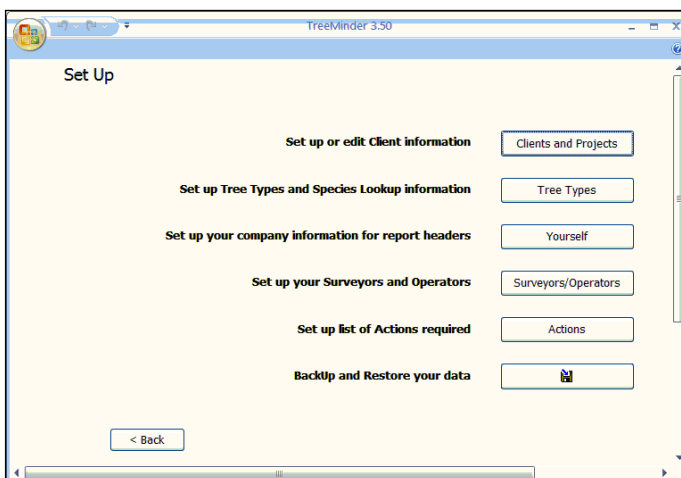 TreeMinder 3.50
Set Up
Set up or edit Client information Clients and Projects
Set up Tree Types and Species Lookup information Tree Types
Set up your company information for report headers Yourself
Set up your Surveyors and Operators Surveyors/Operators
Set up list of Actions required Actions
BackUp and Restore your data
< Back